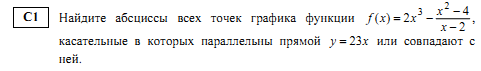 C1 Найдите абсциссы всех точек графика функции f(x) = 2x³ − (x² − 4)/(x − 2),
касательные в которых параллельны прямой y = 23x или совпадают с
ней.